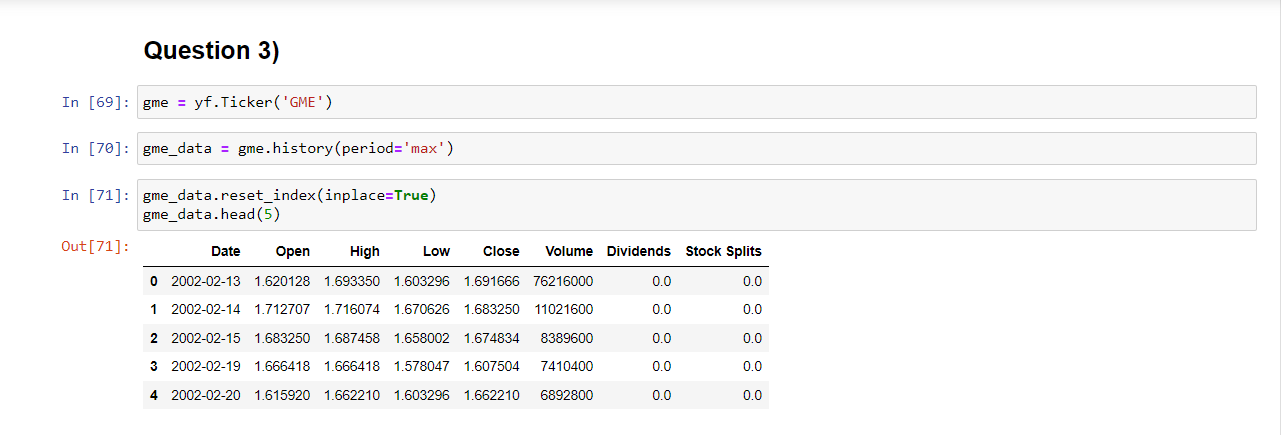 Question 3)
In [69]: gme = yf.Ticker('GME')
In [70]: gme_data = gme.history(period='max')
In [71]: gme_data.reset_index(inplace=True)
gme_data.head(5)
Out[71]:
Date Open High Low Close Volume Dividends Stock Splits
0 2002-02-13 1.620128 1.693350 1.603296 1.691666 76216000 0.0 0.0
1 2002-02-14 1.712707 1.716074 1.670626 1.683250 11021600 0.0 0.0
2 2002-02-15 1.683250 1.687458 1.658002 1.674834 8389600 0.0 0.0
3 2002-02-19 1.666418 1.666418 1.578047 1.607504 7410400 0.0 0.0
4 2002-02-20 1.615920 1.662210 1.603296 1.662210 6892800 0.0 0.0